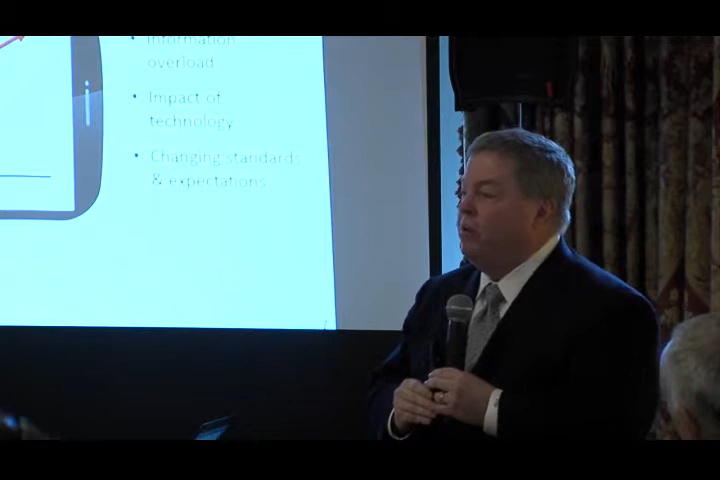 • Information
overload
• Impact of
technology
• Changing standards
& expectations
i